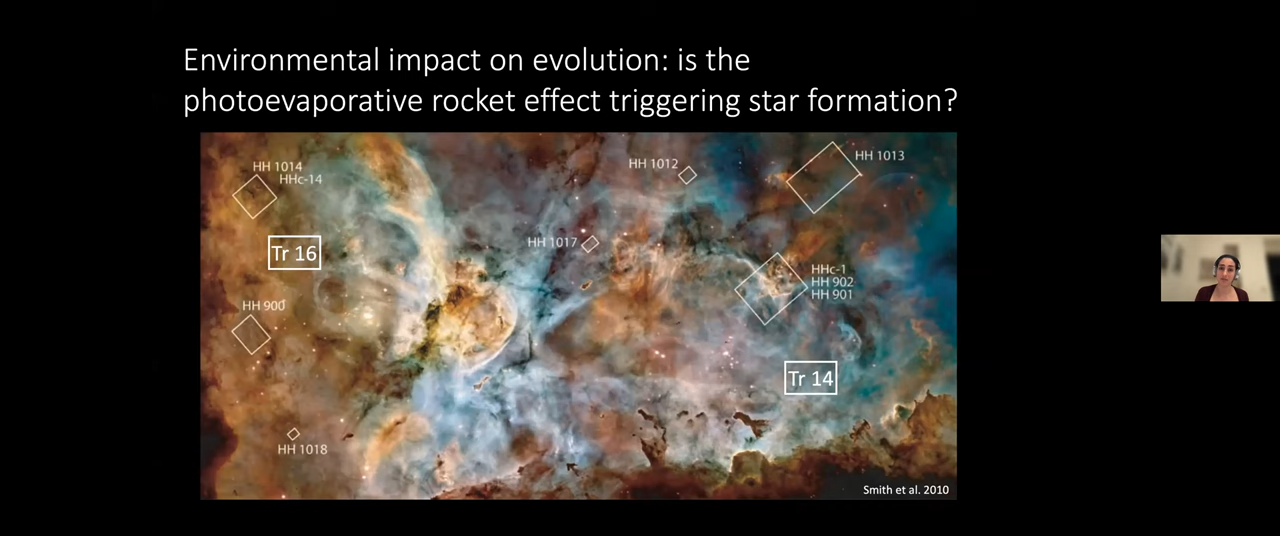 Environmental impact on evolution: is the
photoevaporative rocket effect triggering star formation?
HH 1014
HHc-14
HH 1012
HH 1013
Tr 16
HH 1017
HHc-1
HH 902
HH 901
HH 900
Tr 14
HH 1018
Smith et al. 2010